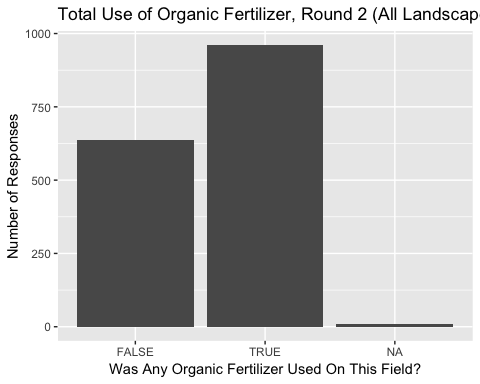 Total Use of Organic Fertilizer, Round 2 (All Landscape
1000
750
500
250
0
Number of Responses
FALSE TRUE NA
Was Any Organic Fertilizer Used On This Field?